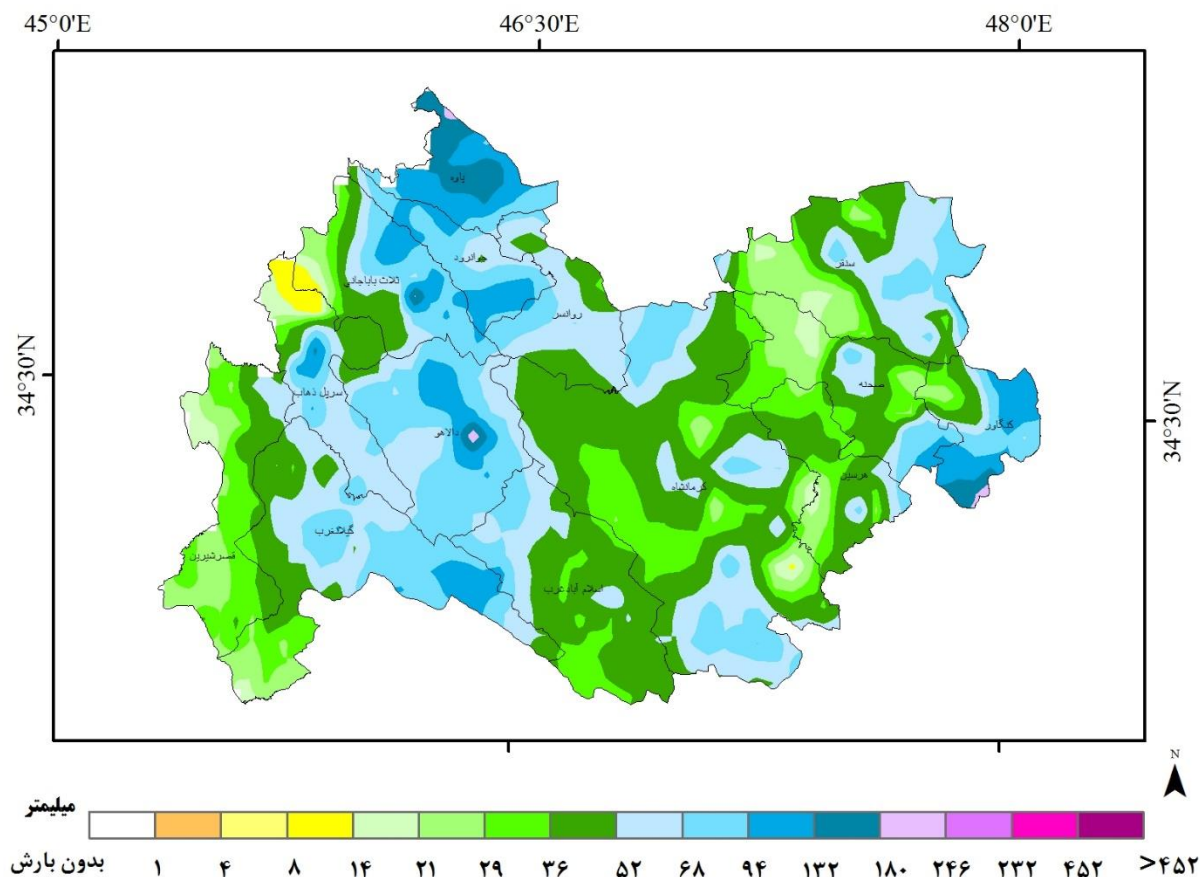 45°0'E 46°30'E 48°0'E
34°30'N
34°30'N
پاوه
جوانرود
ثلاث باباجانی
روانسر
سنقر
سرپل ذهاب
صحنه
دالاهو
کنگاور
کرمانشاه
هرسین
گیلانغرب
قصرشیرین
اسلام آبادغرب
N
میلیمتر
بدون بارش ۱ ۴ ۸ ۱۴ ۲۱ ۲۹ ۳۶ ۵۲ ۶۸ ۹۴ ۱۳۲ ۱۸۰ ۲۴۶ ۲۳۲ ۴۵۲ >۴۵۲